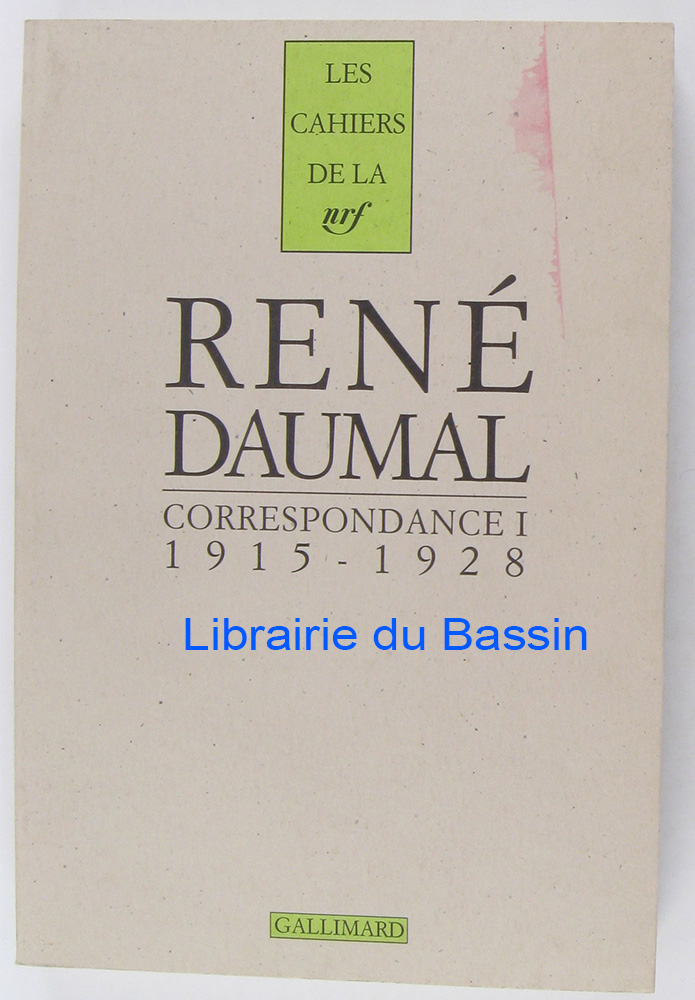 LES
CAHIERS
DE LA
nrf
RENÉ
DAUMAL
CORRESPONDANCE I
1915-1928
Librairie du Bassin
GALLIMARD